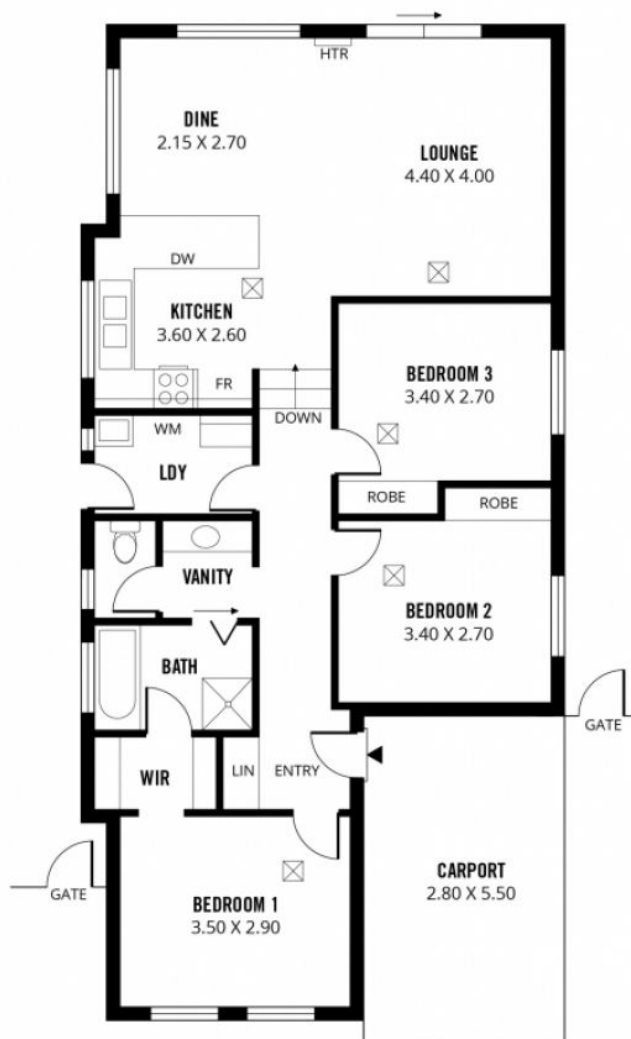 HTR
DINE
2.15 X 2.70
LOUNGE
4.40 X 4.00
DW
KITCHEN
3.60 X 2.60
FR
BEDROOM 3
3.40 X 2.70
DOWN
WM
LDY
ROBE
ROBE
VANITY
BEDROOM 2
3.40 X 2.70
BATH
GATE
WIR
LIN
ENTRY
CARPORT
2.80 X 5.50
GATE
BEDROOM 1
3.50 X 2.90